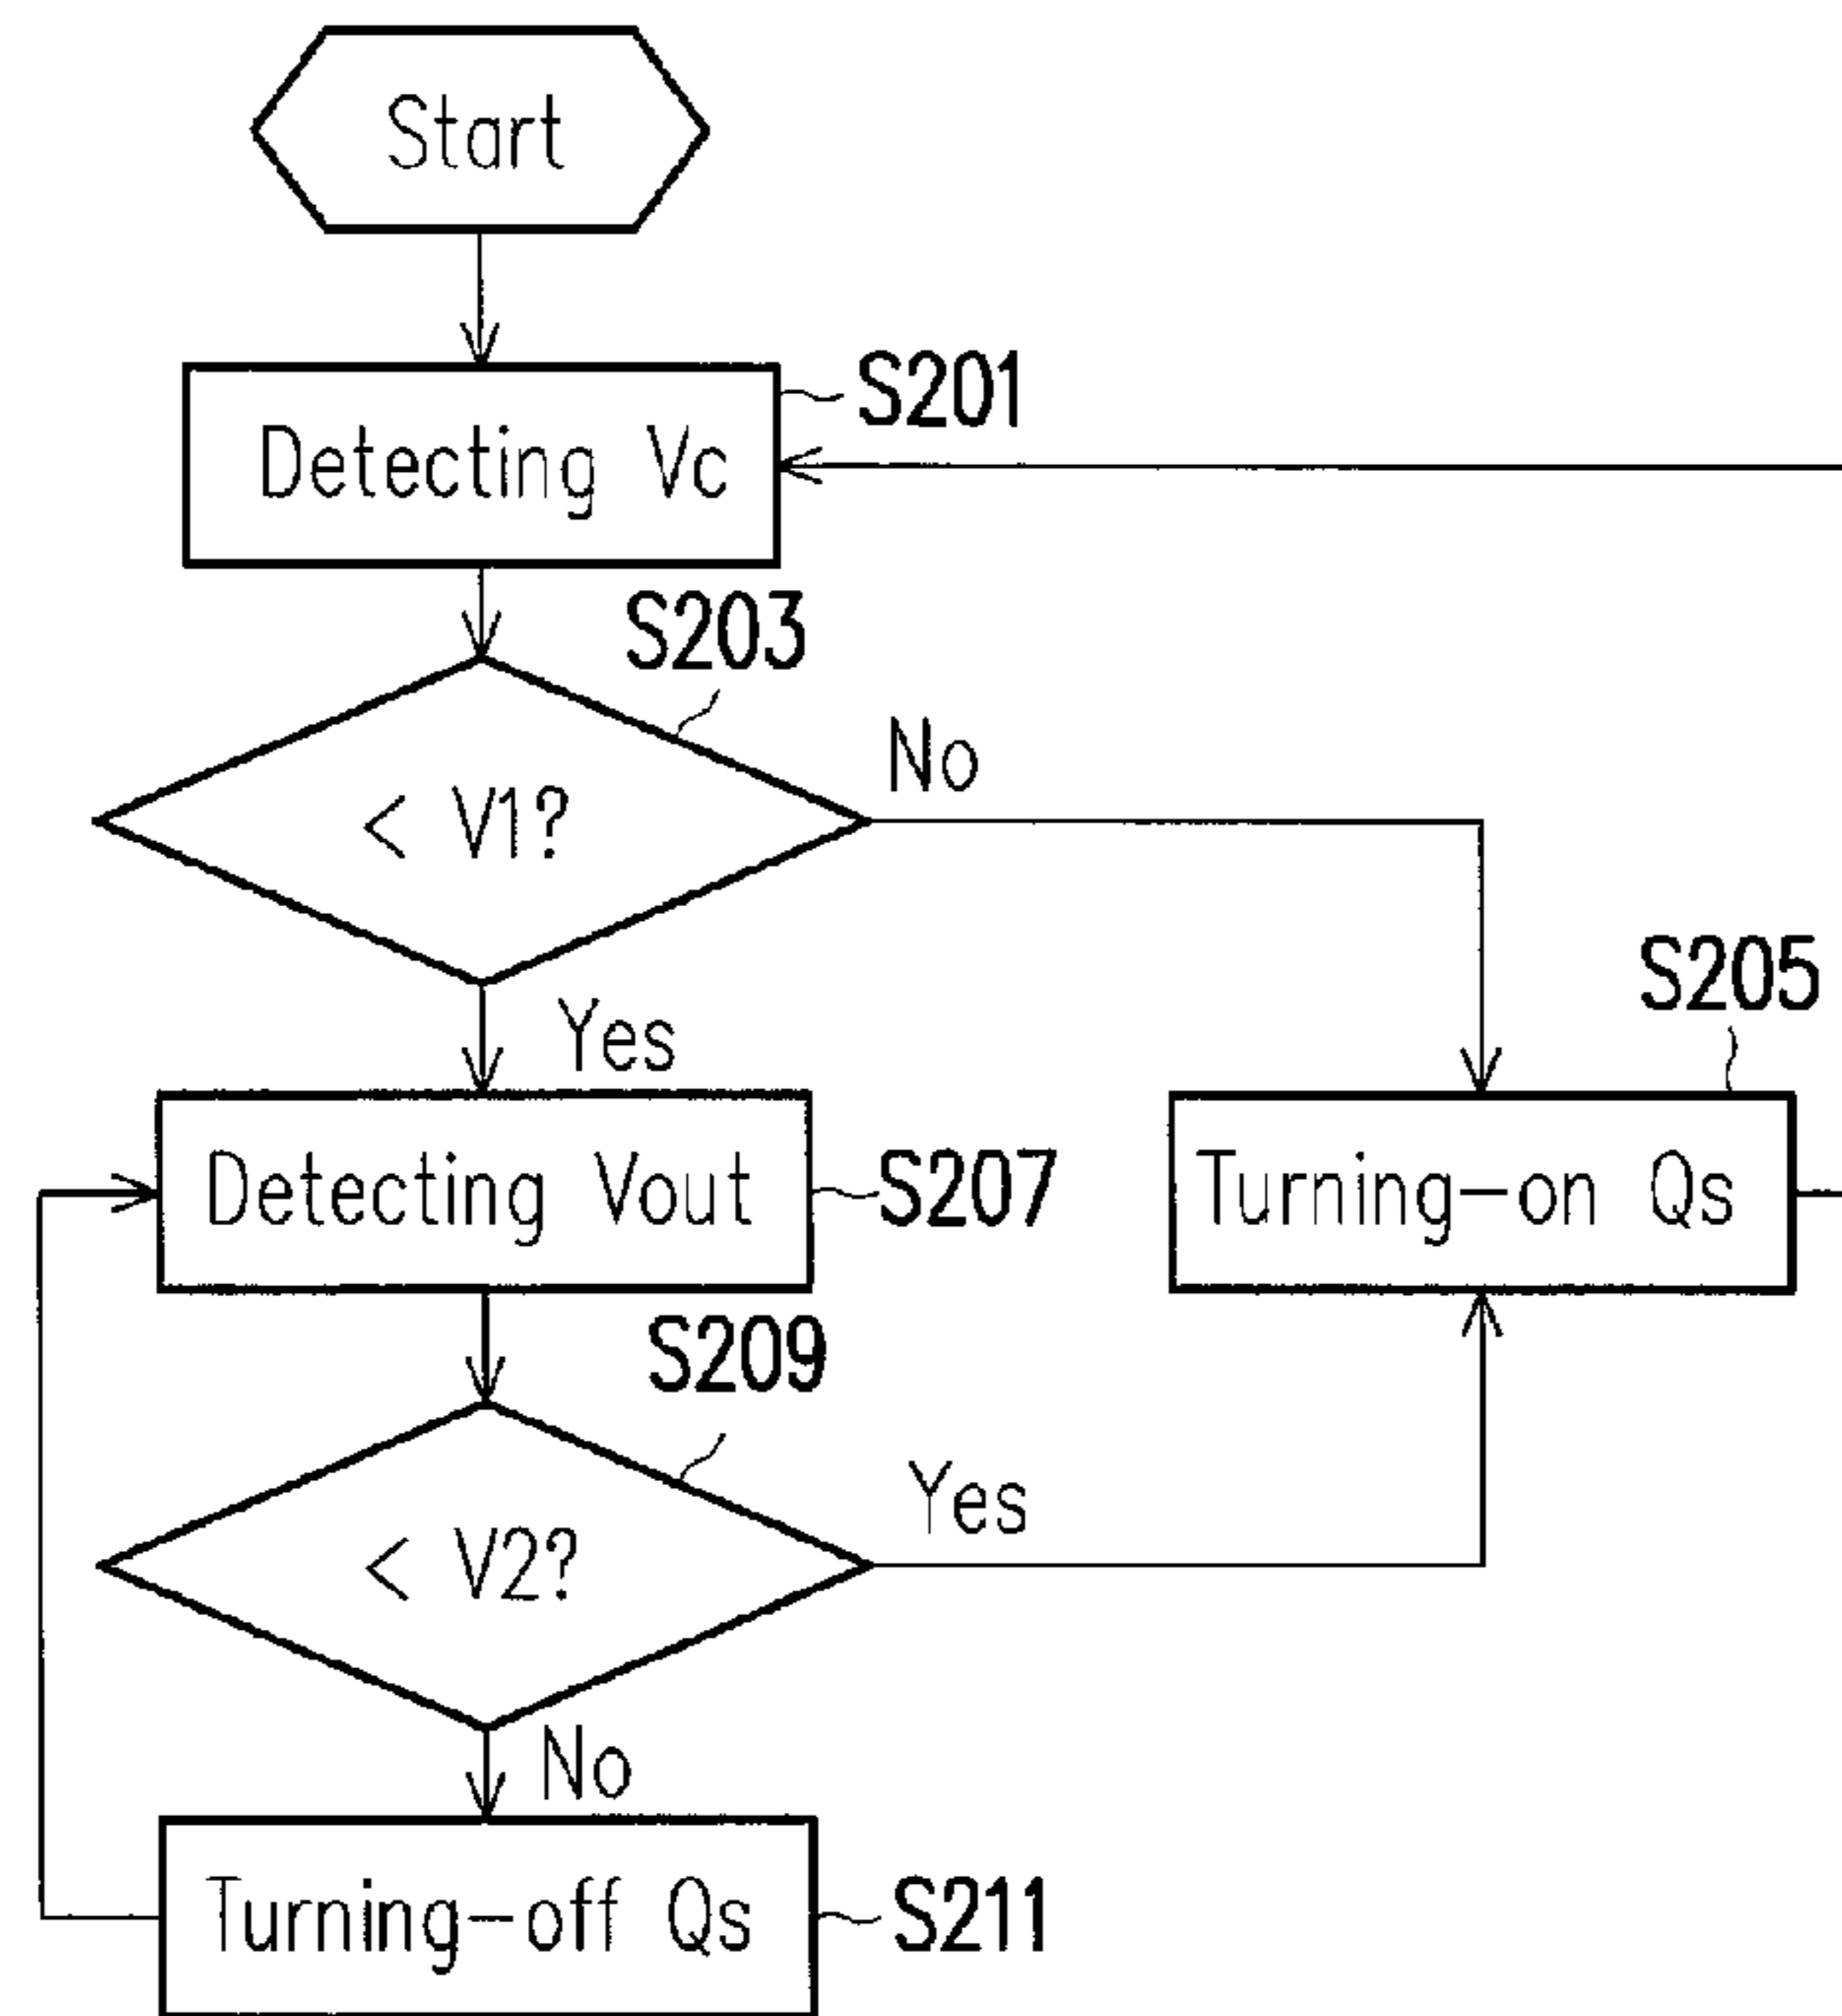 Start
S201
Detecting Vc
S203
< V1?
No
Yes
S205
Detecting Vout
S207
Turning-on Qs
S209
< V2?
Yes
No
Turning-off Qs
S211